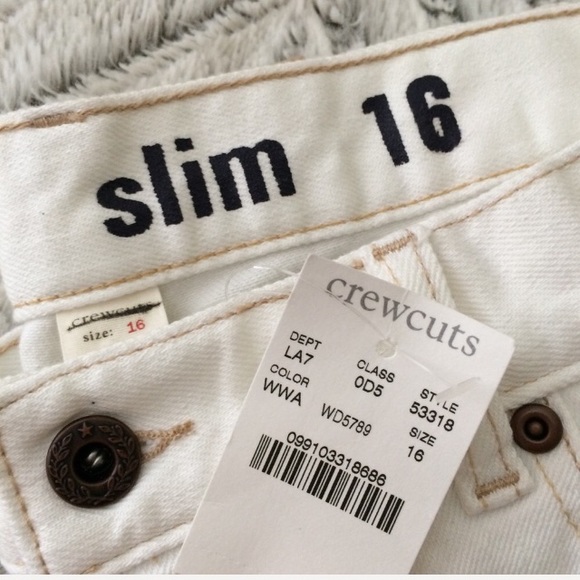 slim 16
crewcuts
size: 16
crewcuts
DEPT CLASS STYLE
LA7 0D5 53318
COLOR SIZE
WWA WD5789 16
099103318686